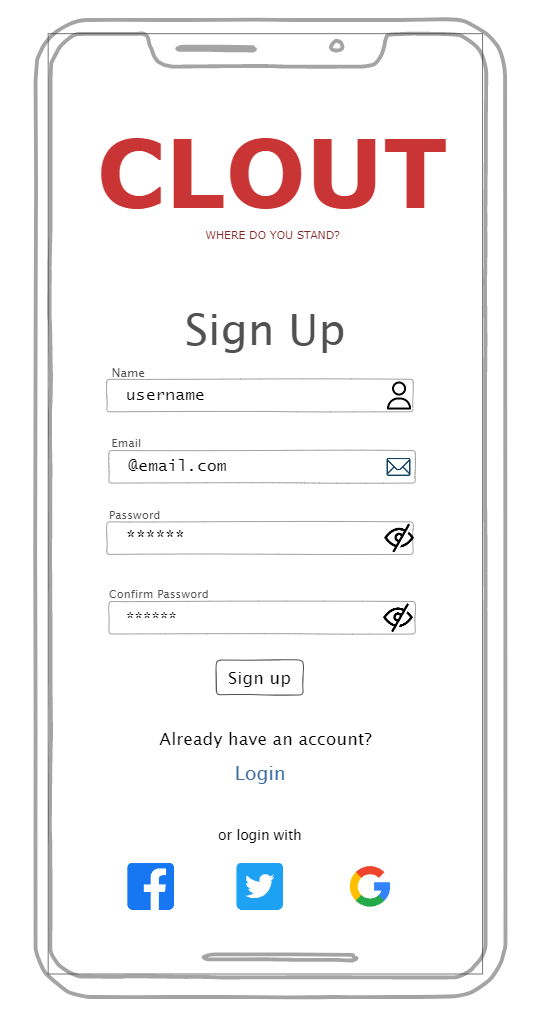 CLOUT
WHERE DO YOU STAND?
Sign Up
Name
username
Email
@email.com
Password
******
Confirm Password
******
Sign up
Already have an account?
Login
or login with